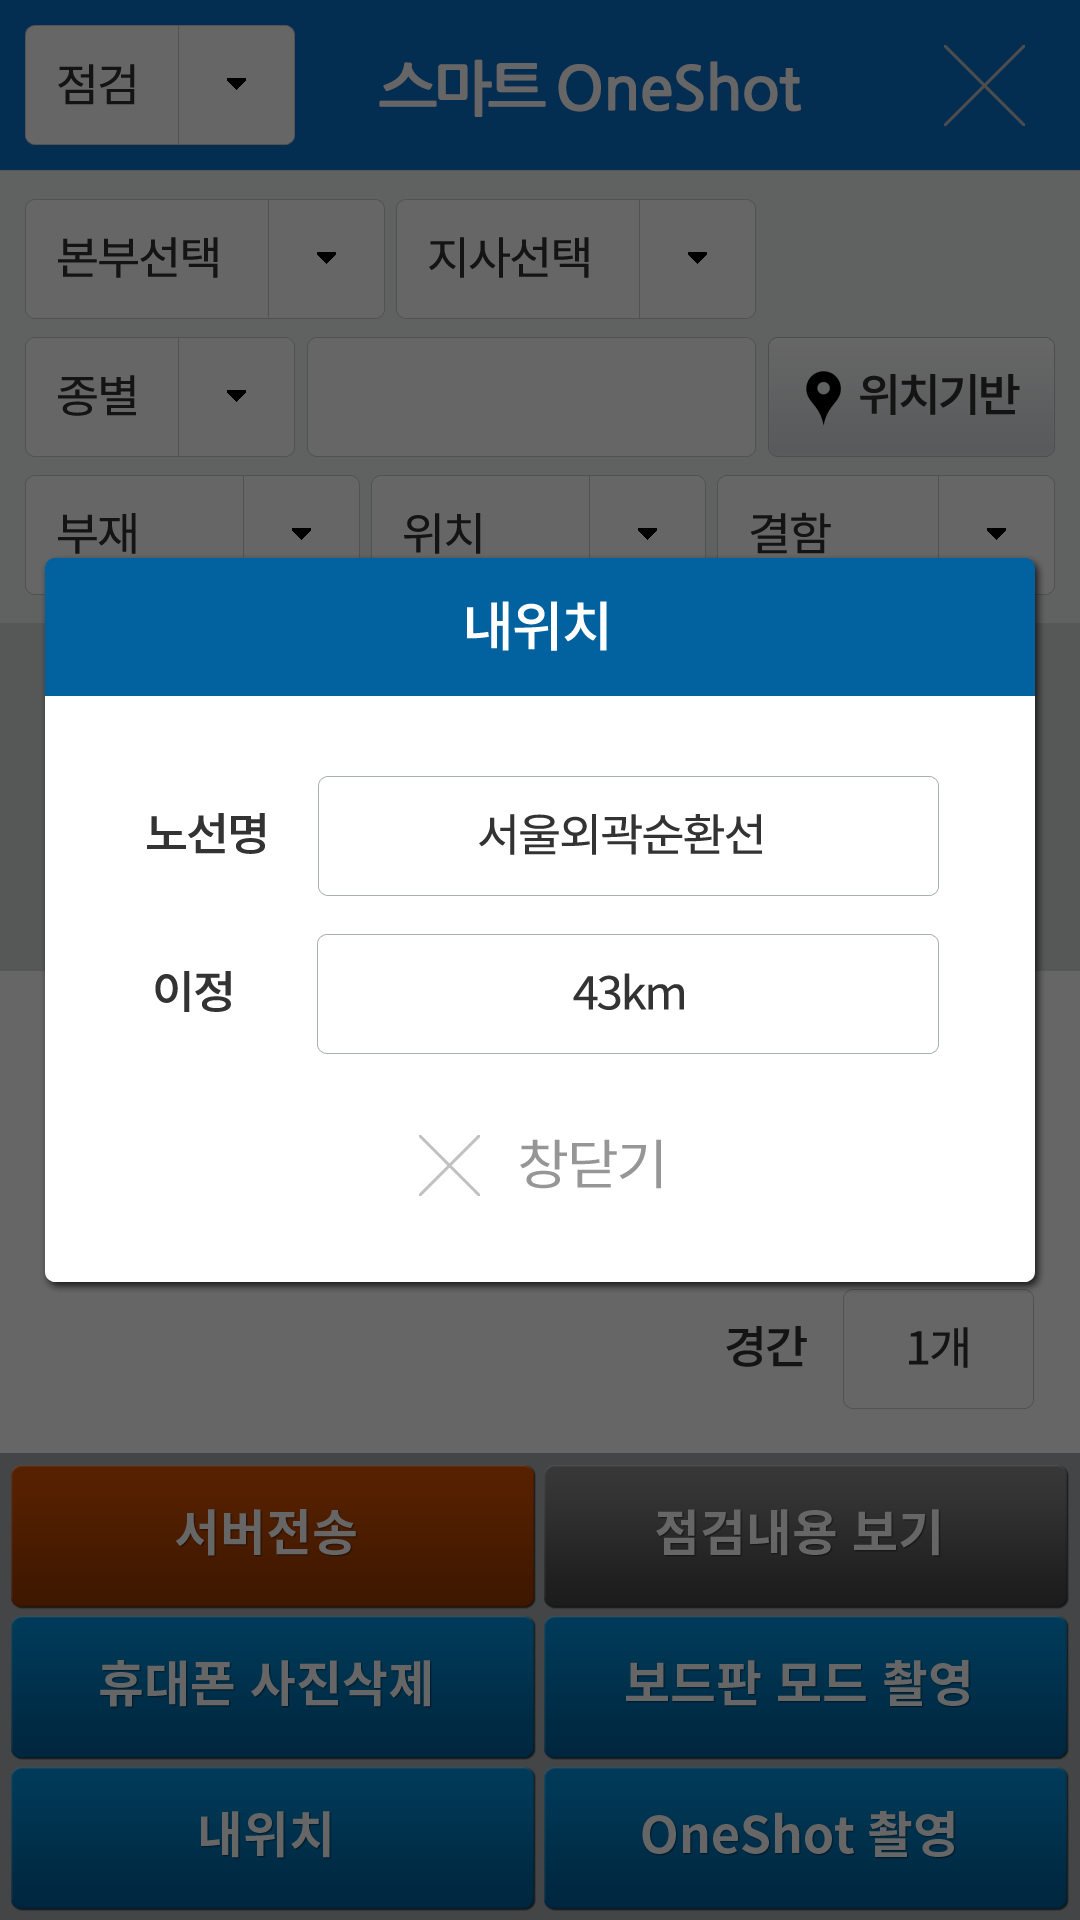 점검 스마트 OneShot
본부선택 지사선택
종별 위치기반
부재 위치 결함
내위치
노선명 서울외곽순환선
이정 43km
창닫기
경간 1개
서버전송 점검내용 보기
휴대폰 사진삭제 보드판 모드 촬영
내위치 OneShot 촬영